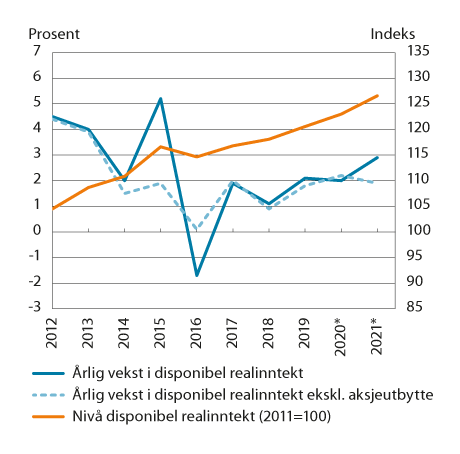 Prosent Indeks
7 135
6 130
5 125
4 120
3 115
2 110
1 105
0 100
-1 95
-2 90
-3 85
2012 2013 2014 2015 2016 2017 2018 2019 2020* 2021*
Årlig vekst i disponibel realinntekt
Årlig vekst i disponibel realinntekt ekskl. aksjeutbytte
Nivå disponibel realinntekt (2011=100)